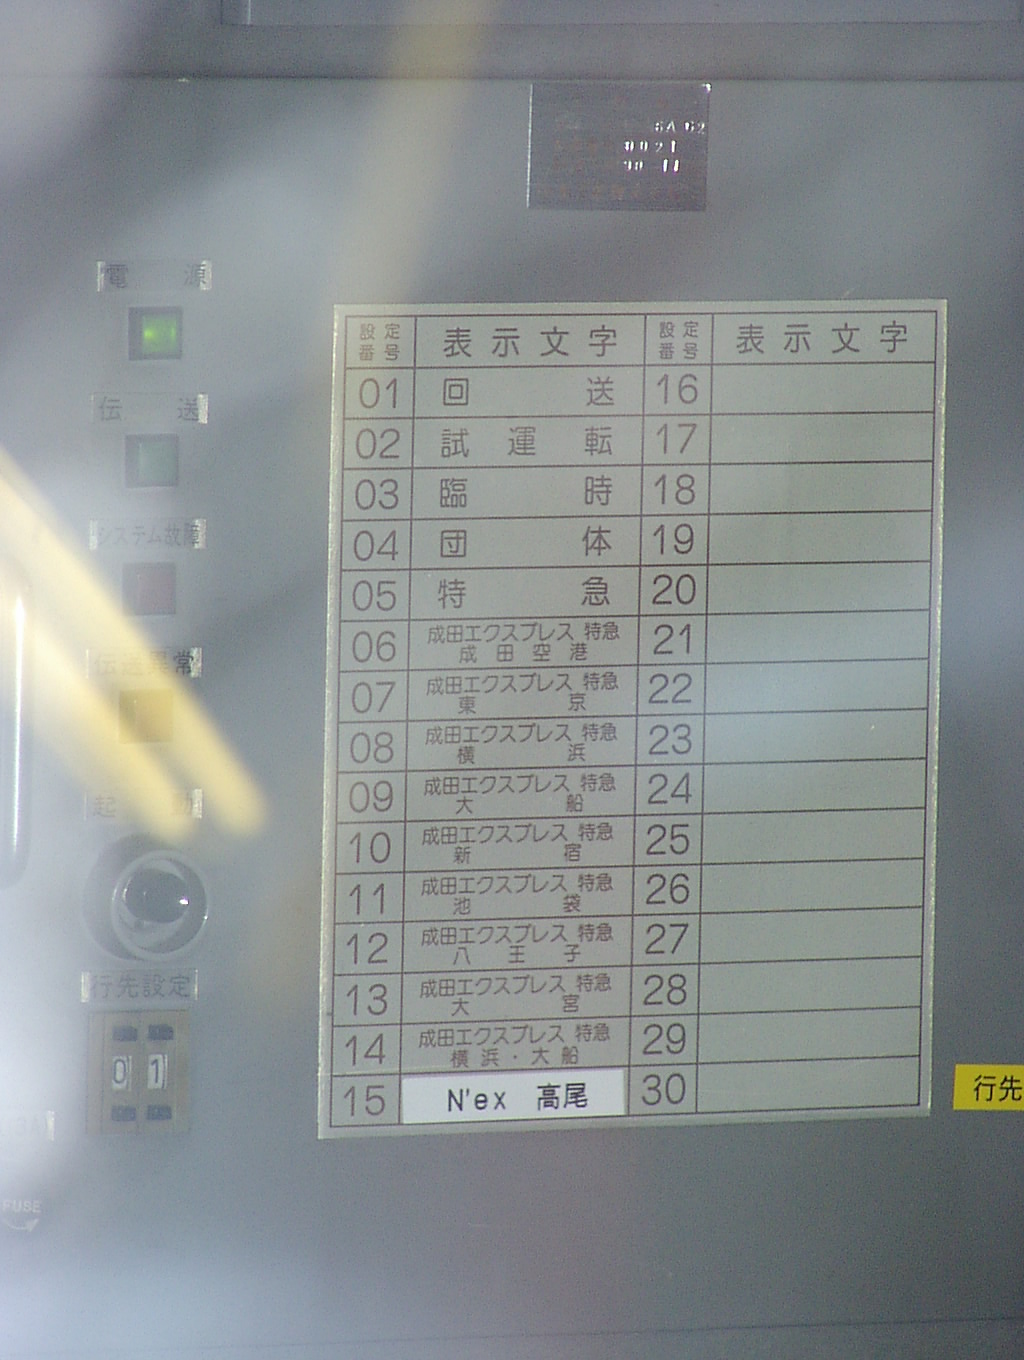 電源
伝送
システム故障
伝送異常
起動
行先設定
01
FUSE
設定番号 表示文字 設定番号 表示文字
01 回送 16
02 試運転 17
03 臨時 18
04 団体 19
05 特急 20
06 成田エクスプレス 特急 21
成田空港
07 成田エクスプレス 特急 22
東京
08 成田エクスプレス 特急 23
横浜
09 成田エクスプレス 特急 24
大船
10 成田エクスプレス 特急 25
新宿
11 成田エクスプレス 特急 26
池袋
12 成田エクスプレス 特急 27
八王子
13 成田エクスプレス 特急 28
大宮
14 成田エクスプレス 特急 29
横浜・大船
15 N'ex 高尾 30
行先